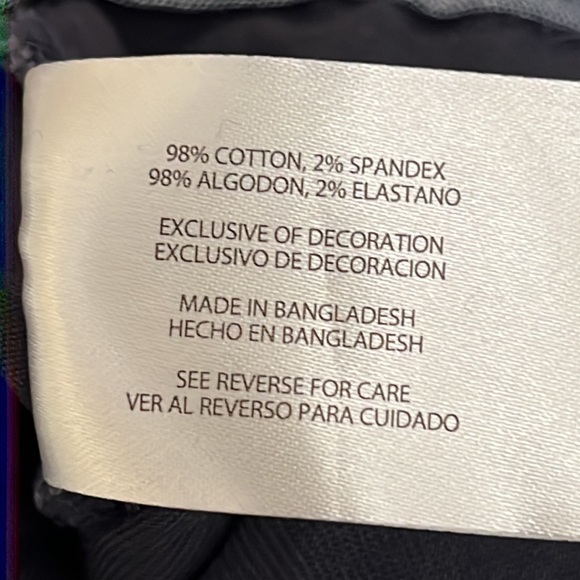 98% COTTON, 2% SPANDEX
98% ALGODON, 2% ELASTANO
EXCLUSIVE OF DECORATION
EXCLUSIVO DE DECORACION
MADE IN BANGLADESH
HECHO EN BANGLADESH
SEE REVERSE FOR CARE
VER AL REVERSO PARA CUIDADO